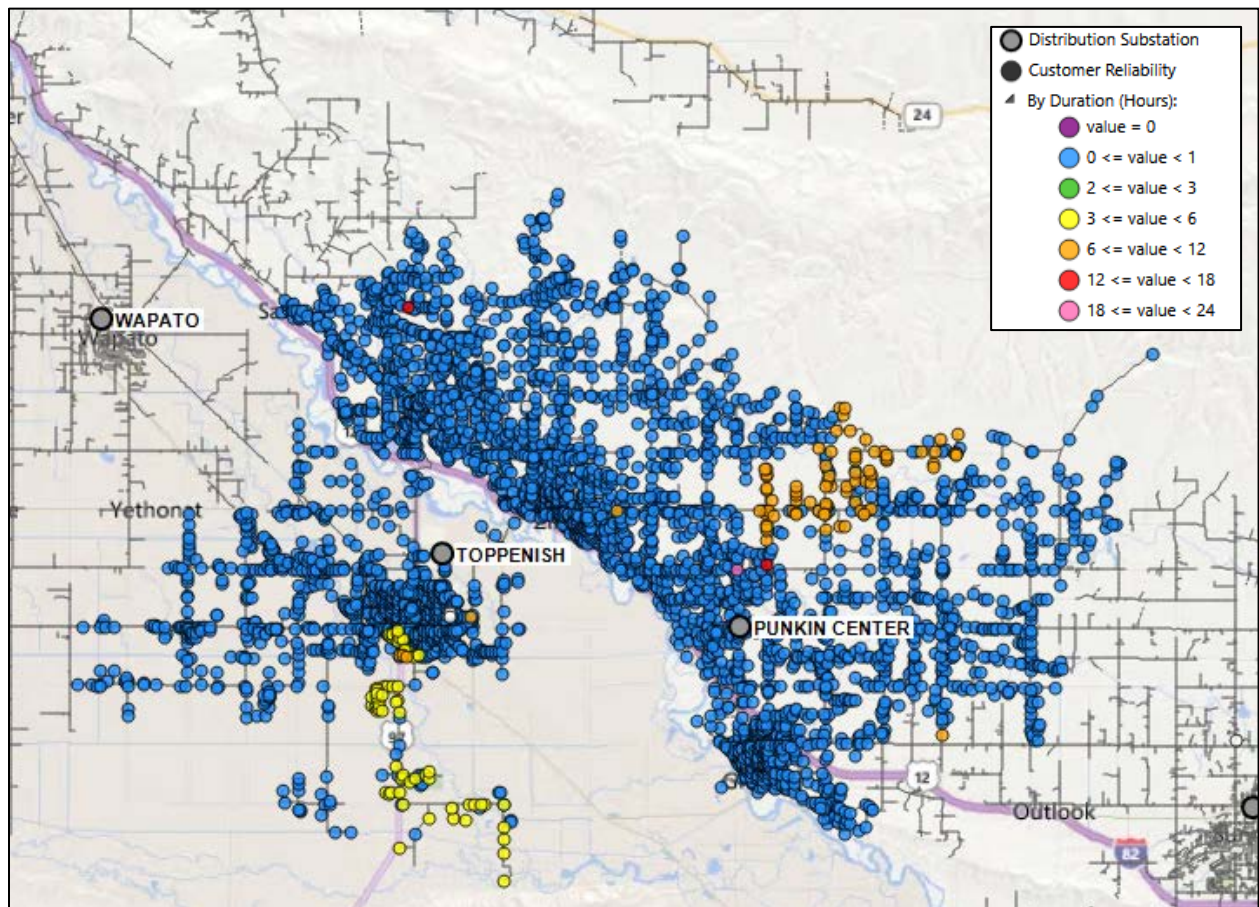 Distribution Substation
Customer Reliability
By Duration (Hours):
value = 0
0 <= value < 1
2 <= value < 3
3 <= value < 6
6 <= value < 12
12 <= value < 18
18 <= value < 24
24
WAPATO
Wapato
Yethonat
TOPPENISH
PUNKIN CENTER
12
Outlook
82